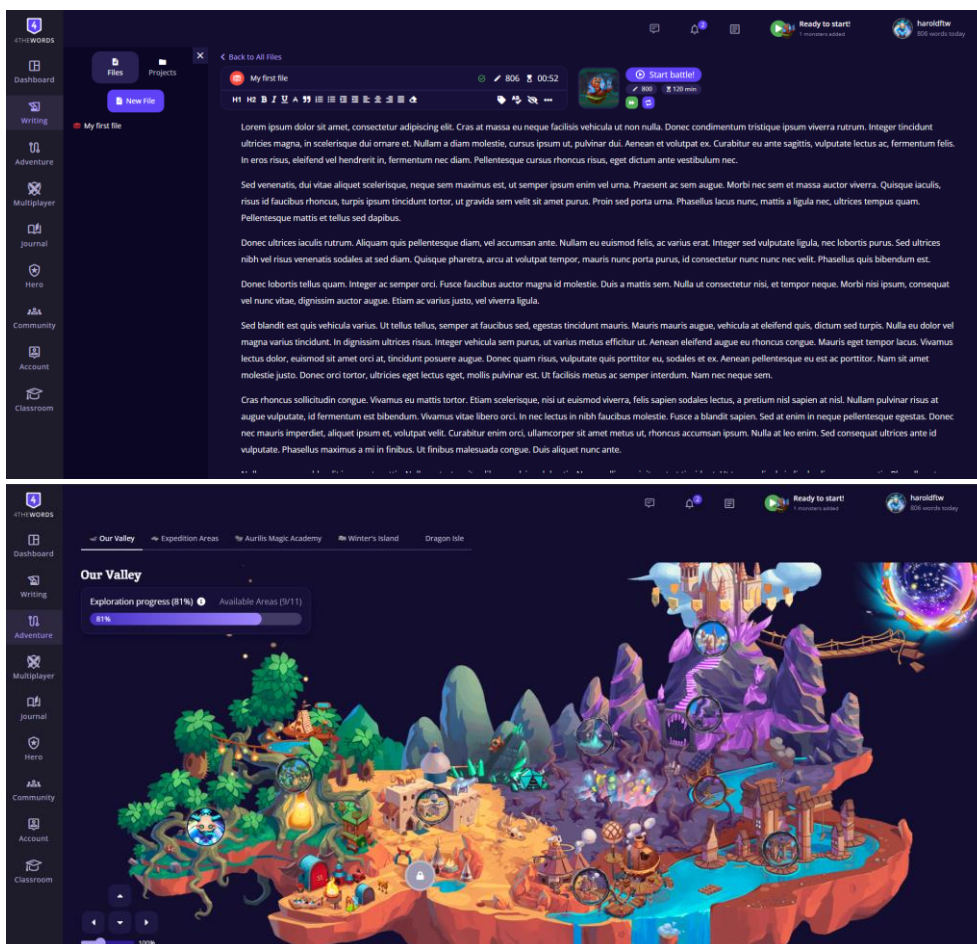 4
4THEWORDS
Dashboard
Writing
Adventure
Multiplayer
Journal
Hero
Community
Account
Classroom
Files
Projects
New File
My first file
2
Ready to start!
1 monsters added
haroldftw
806 words today
Back to All Files
My first file
806
00:52
H1 H2 B I U A
Start battle!
800
120 min
Lorem ipsum dolor sit amet, consectetur adipiscing elit. Cras at massa eu neque facilisis vehicula ut non nulla. Donec condimentum tristique ipsum viverra rutrum. Integer tincidunt
ultricies magna, in scelerisque dui ornare et. Nullam a diam molestie, cursus ipsum ut, pulvinar dui. Aenean et volutpat ex. Curabitur eu ante sagittis, vulputate lectus ac, fermentum felis.
In eros risus, eleifend vel hendrerit in, fermentum nec diam. Pellentesque cursus rhoncus risus, eget dictum ante vestibulum nec.
Sed venenatis, dui vitae aliquet scelerisque, neque sem maximus est, ut semper ipsum enim vel urna. Praesent ac sem augue. Morbi nec sem et massa auctor viverra. Quisque iaculis,
risus id faucibus rhoncus, turpis ipsum tincidunt tortor, ut gravida sem velit sit amet purus. Proin sed porta urna. Phasellus lacus nunc, mattis a ligula nec, ultrices tempus quam.
Pellentesque mattis et tellus sed dapibus.
Donec ultrices iaculis rutrum. Aliquam quis pellentesque diam, vel accumsan ante. Nullam eu euismod felis, ac varius erat. Integer sed vulputate ligula, nec lobortis purus. Sed ultrices
nibh vel risus venenatis sodales at sed diam. Quisque pharetra, arcu at volutpat tempor, mauris nunc porta purus, id consectetur nunc nunc nec velit. Phasellus quis bibendum est.
Donec lobortis tellus quam. Integer ac semper orci. Fusce faucibus auctor magna id molestie. Duis a mattis sem. Nulla ut consectetur nisi, et tempor neque. Morbi nisi ipsum, consequat
vel nunc vitae, dignissim auctor augue. Etiam ac varius justo, vel viverra ligula.
Sed blandit est quis vehicula varius. Ut tellus tellus, semper at faucibus sed, egestas tincidunt mauris. Mauris mauris augue, vehicula at eleifend quis, dictum sed turpis. Nulla eu dolor vel
magna varius tincidunt. In dignissim ultrices risus. Integer vehicula sem purus, ut varius metus efficitur ut. Aenean eleifend augue eu rhoncus congue. Mauris eget tempor lacus. Vivamus
lectus dolor, euismod sit amet orci at, tincidunt posuere augue. Donec quam risus, vulputate quis porttitor eu, sodales et ex. Aenean pellentesque eu est ac porttitor. Nam sit amet
molestie justo. Donec orci tortor, ultricies eget lectus eget, mollis pulvinar est. Ut facilisis metus ac semper interdum. Nam nec neque sem.
Cras rhoncus sollicitudin congue. Vivamus eu mattis tortor. Etiam scelerisque, nisi ut euismod viverra, felis sapien sodales lectus, a pretium nisl sapien at nisl. Nullam pulvinar risus at
augue vulputate, id fermentum est bibendum. Vivamus vitae libero orci. In nec lectus in nibh faucibus molestie. Fusce a blandit sapien. Sed at enim in neque pellentesque egestas. Donec
nec mauris imperdiet, aliquet ipsum et, volutpat velit. Curabitur enim orci, ullamcorper sit amet metus ut, rhoncus accumsan ipsum. Nulla at leo enim. Sed consequat ultrices ante id
vulputate. Phasellus maximus a mi in finibus. Ut finibus malesuada congue. Duis aliquet nunc ante.
4
4THEWORDS
Dashboard
Writing
Adventure
Multiplayer
Journal
Hero
Community
Account
Classroom
2
Ready to start!
1 monsters added
haroldftw
806 words today
Our Valley
Expedition Areas
Aurilis Magic Academy
Winter's Island
Dragon Isle
Our Valley
Exploration progress (81%)
Available Areas (9/11)
81%
100%